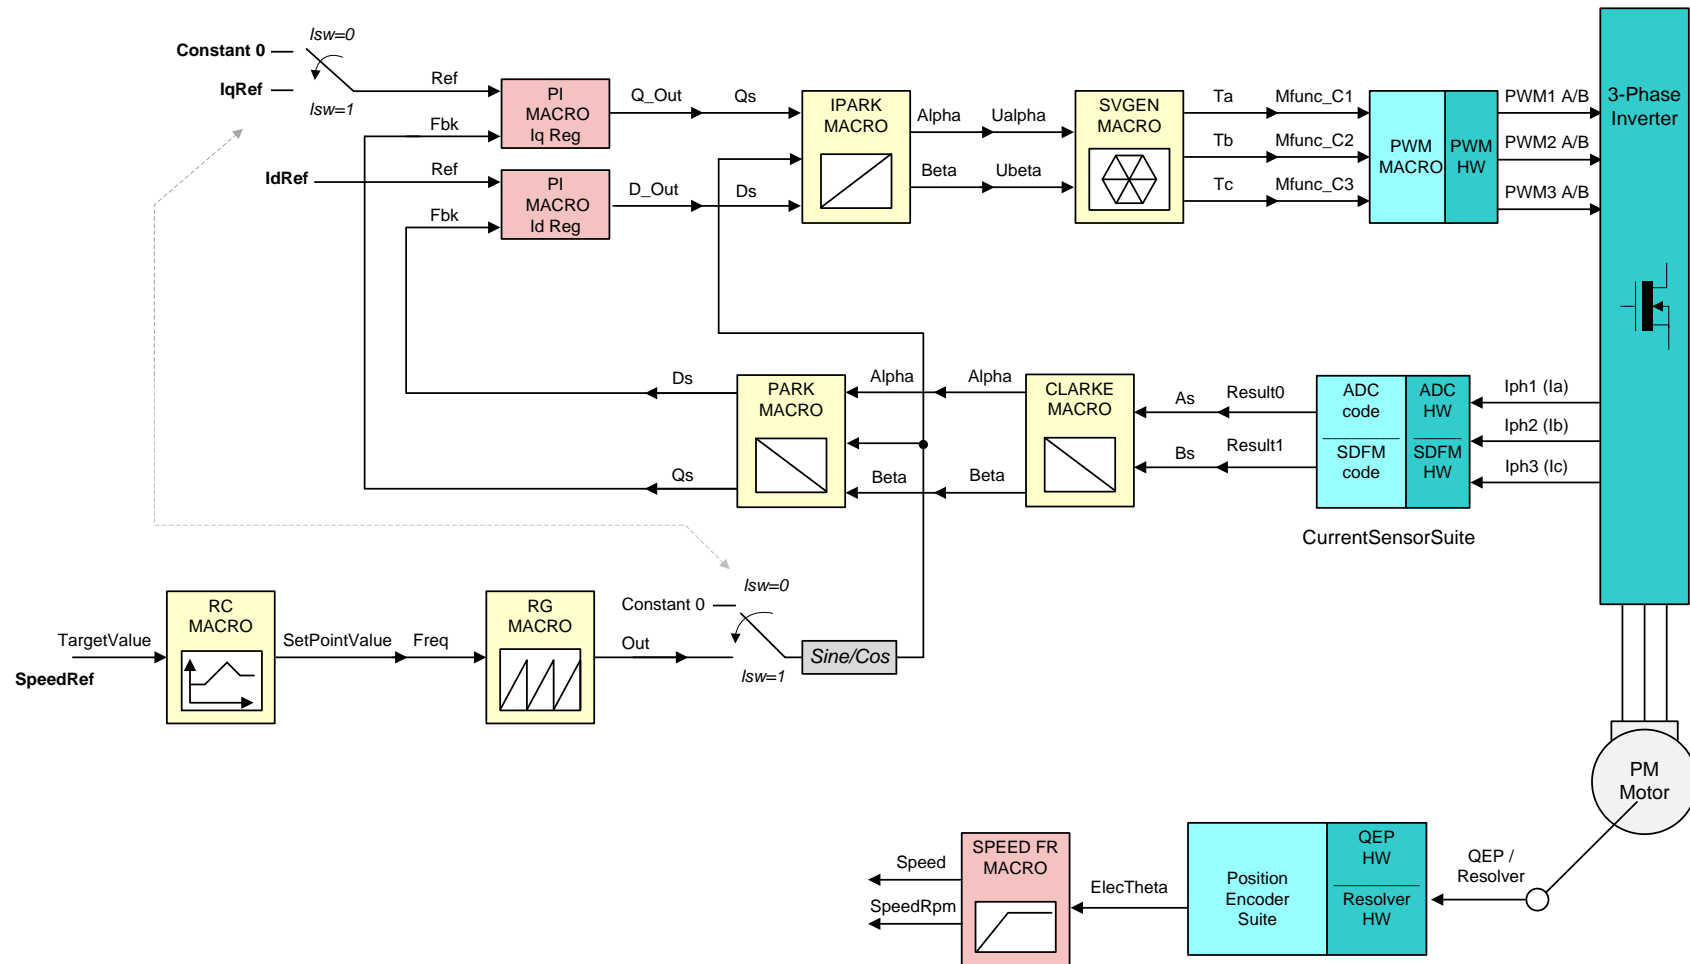 Isw=0
Constant 0
IqRef
Isw=1
Ref
Fbk
PI
MACRO
Iq Reg
Q_Out
Qs
IdRef
Ref
Fbk
PI
MACRO
Id Reg
D_Out
Ds
IPARK
MACRO
Alpha
Ualpha
Beta
Ubeta
SVGEN
MACRO
Ta
Mfunc_C1
Tb
Mfunc_C2
Tc
Mfunc_C3
PWM
MACRO
PWM
HW
PWM1 A/B
PWM2 A/B
PWM3 A/B
3-Phase
Inverter
Ds
Qs
PARK
MACRO
Alpha
Alpha
Beta
Beta
CLARKE
MACRO
As
Result0
Bs
Result1
ADC
code
SDFM
code
ADC
HW
SDFM
HW
Iph1 (Ia)
Iph2 (Ib)
Iph3 (Ic)
CurrentSensorSuite
TargetValue
SpeedRef
RC
MACRO
SetPointValue
Freq
RG
MACRO
Out
Isw=0
Constant 0
Isw=1
Sine/Cos
PM
Motor
Speed
SpeedRpm
SPEED FR
MACRO
ElecTheta
Position
Encoder
Suite
QEP
HW
Resolver
HW
QEP /
Resolver